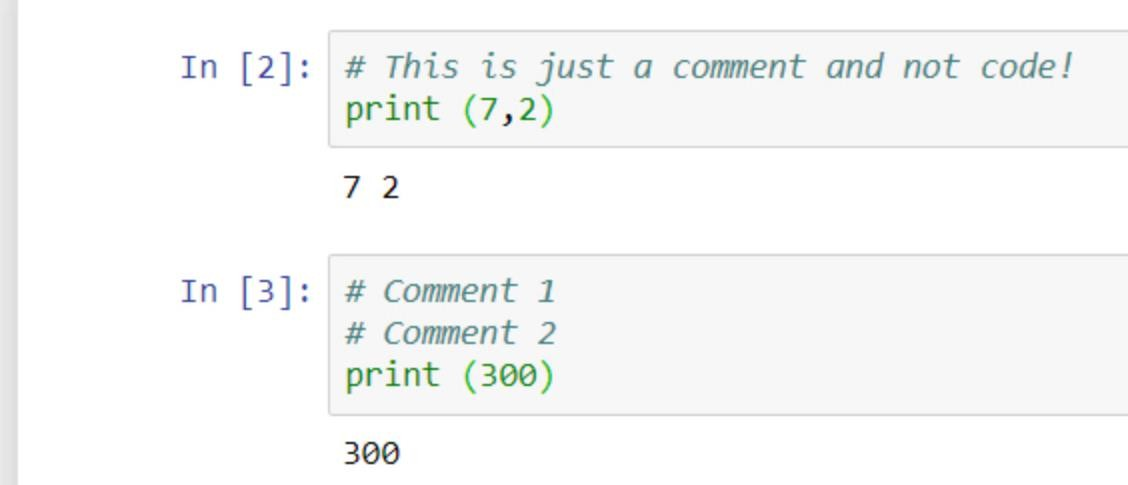 In [2]: # This is just a comment and not code!
print (7,2)
7 2
In [3]: # Comment 1
# Comment 2
print (300)
300